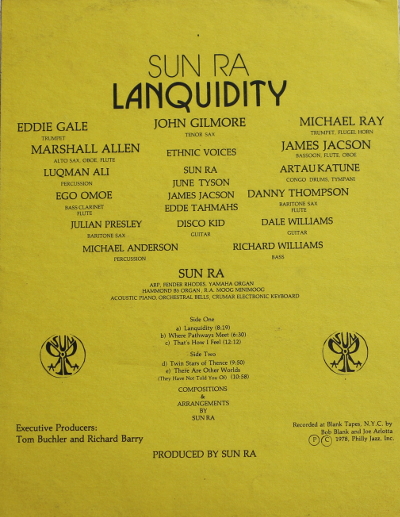 SUN RA
LANQUIDITY
EDDIE GALE
TRUMPET
JOHN GILMORE
TENOR SAX
MICHAEL RAY
TRUMPET, FLUGEL HORN
MARSHALL ALLEN
ALTO SAX, OBOE, FLUTE
ETHNIC VOICES
JAMES JACSON
BASSOON, FLUTE, OBOE
LUQMAN ALI
PERCUSSION
SUN RA
ARTAU KATUNE
CONGO DRUMS, TYMPANI
JUNE TYSON
EGO OMOE
BASS CLARINET
FLUTE
JAMES JACSON
DANNY THOMPSON
BARITONE SAX
FLUTE
EDDE TAHMAHS
JULIAN PRESLEY
BARITONE SAX
DISCO KID
GUITAR
DALE WILLIAMS
GUITAR
MICHAEL ANDERSON
PERCUSSION
RICHARD WILLIAMS
BASS
SUN RA
ARP, FENDER RHODES, YAMAHA ORGAN
HAMMOND B3 ORGAN, R.A. MOOG MINIMOOG
ACOUSTIC PIANO, ORCHESTRAL BELLS, CRUMAR ELECTRONIC KEYBOARD
Side One
a) Lanquidity (8:19)
b) Where Pathways Meet (6:30)
c) That's How I Feel (12:12)
Side Two
d) Twin Stars of Thence (9:50)
e) There Are Other Worlds
(They Have Not Told You Of) (10:58)
COMPOSITIONS
&
ARRANGEMENTS
BY
SUN RA
Executive Producers:
Tom Buchler and Richard Barry
Recorded at Blank Tapes, N.Y.C. by
Bob Blank and Joe Arlotta
Ⓟ Ⓒ 1978, Philly Jazz, Inc.
PRODUCED BY SUN RA